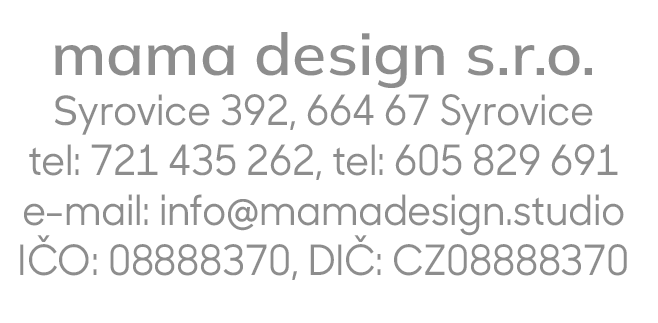 mama design s.r.o.
Syrovice 392, 664 67 Syrovice
tel: 721 435 262, tel: 605 829 691
e-mail: info@mamadesign.studio
IČO: 08888370, DIČ: CZ08888370